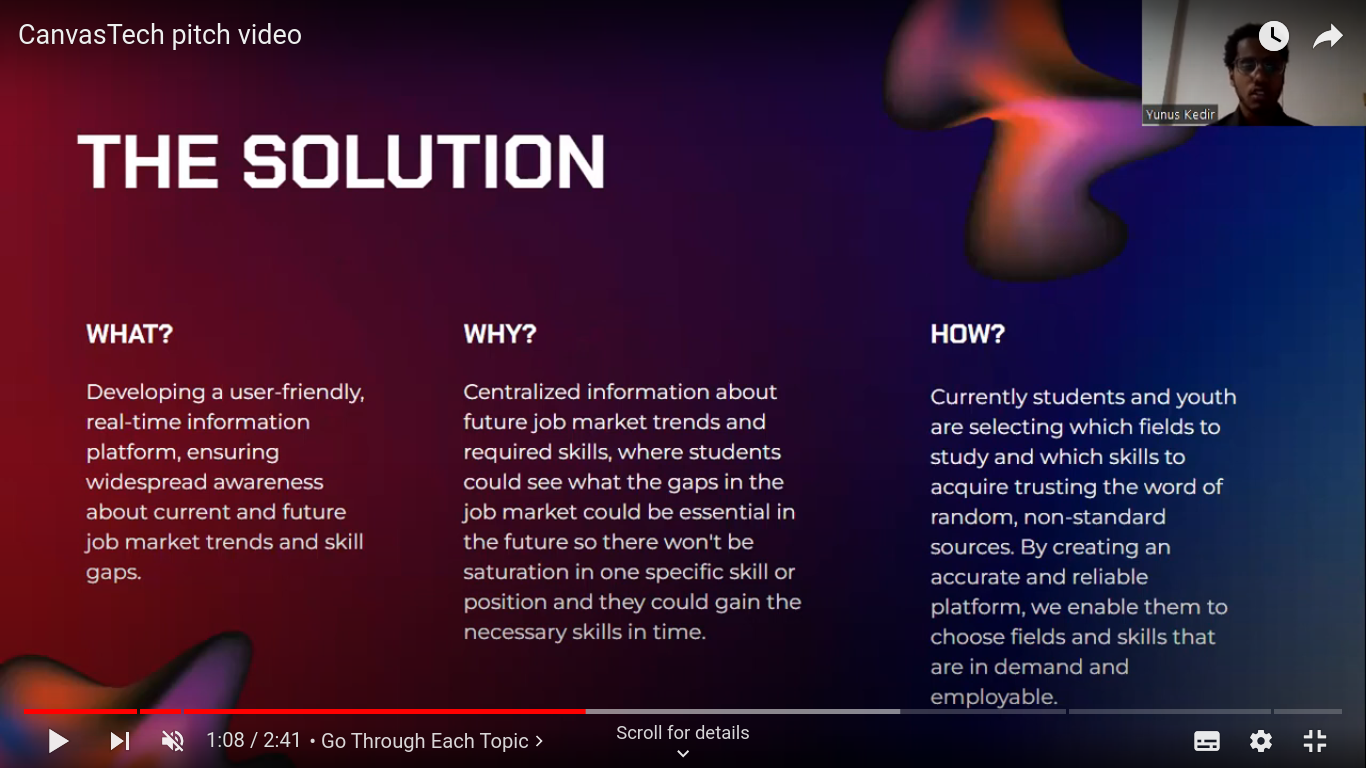 CanvasTech pitch video
Yunus Kedir
THE SOLUTION
WHAT?
Developing a user-friendly,
real-time information
platform, ensuring
widespread awareness
about current and future
job market trends and skill
gaps.
WHY?
Centralized information about
future job market trends and
required skills, where students
could see what the gaps in the
job market could be essential in
the future so there won't be
saturation in one specific skill or
position and they could gain the
necessary skills in time.
HOW?
Currently students and youth
are selecting which fields to
study and which skills to
acquire trusting the word of
random, non-standard
sources. By creating an
accurate and reliable
platform, we enable them to
choose fields and skills that
are in demand and
employable.
1:08 / 2:41 • Go Through Each Topic
Scroll for details